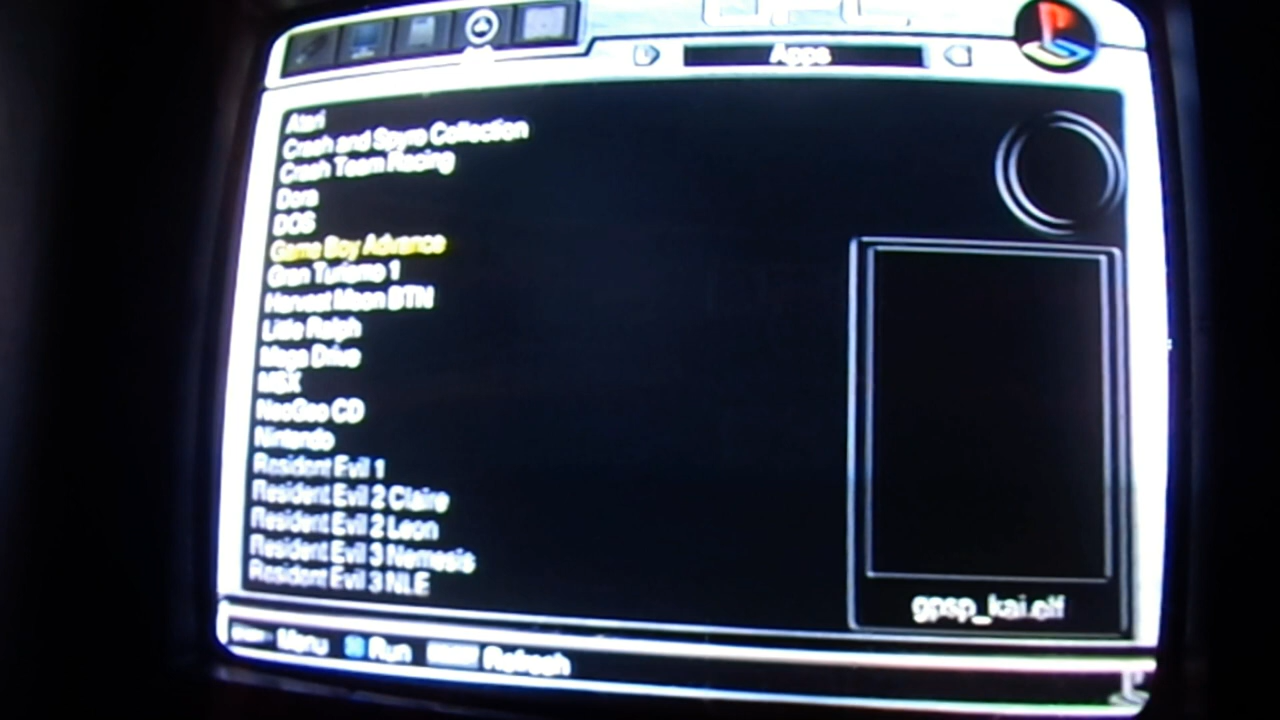 OPL
Apps
Atari
Crash and Spyro Collection
Crash Team Racing
Dora
DOS
Game Boy Advance
Gran Turismo 1
Harvest Moon BTN
Little Ralph
Mega Drive
MSX
NeoGeo CD
Nintendo
Resident Evil 1
Resident Evil 2 Claire
Resident Evil 2 Leon
Resident Evil 3 Nemesis
Resident Evil 3 NLE
gpsp_kai.elf
Menu Run Refresh